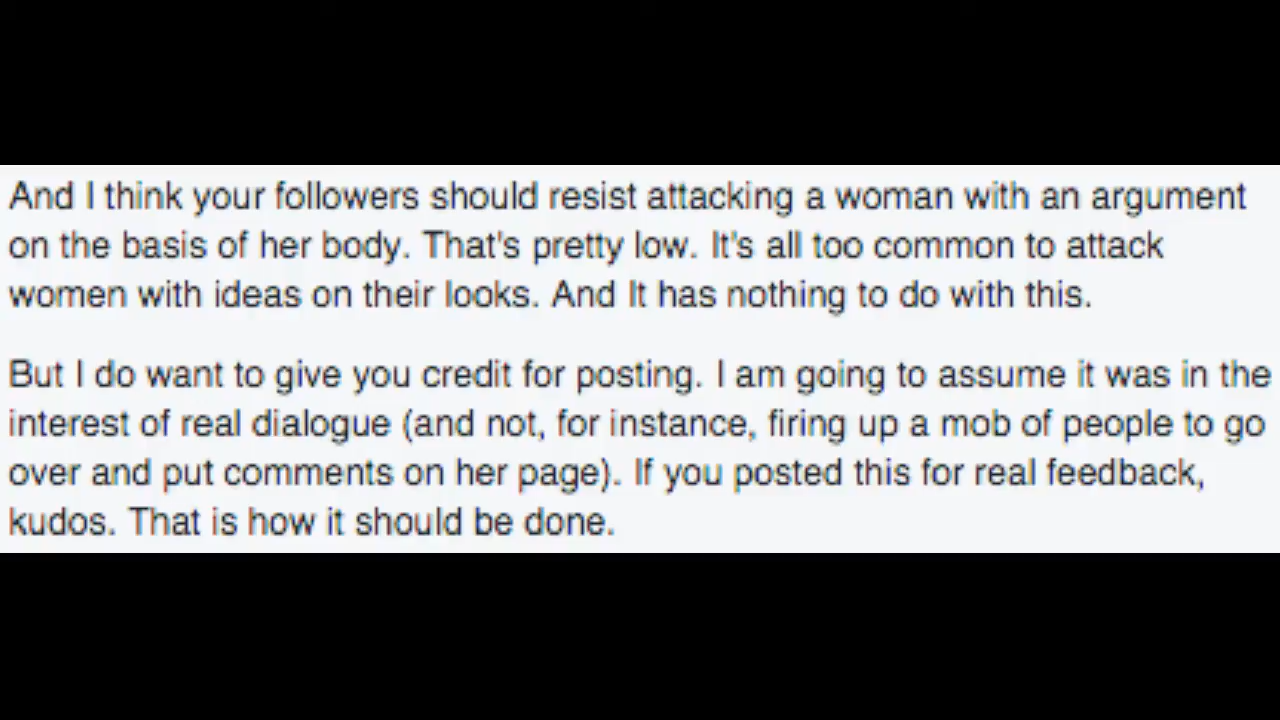 And I think your followers should resist attacking a woman with an argument
on the basis of her body. That's pretty low. It's all too common to attack
women with ideas on their looks. And It has nothing to do with this.
But I do want to give you credit for posting. I am going to assume it was in the
interest of real dialogue (and not, for instance, firing up a mob of people to go
over and put comments on her page). If you posted this for real feedback,
kudos. That is how it should be done.